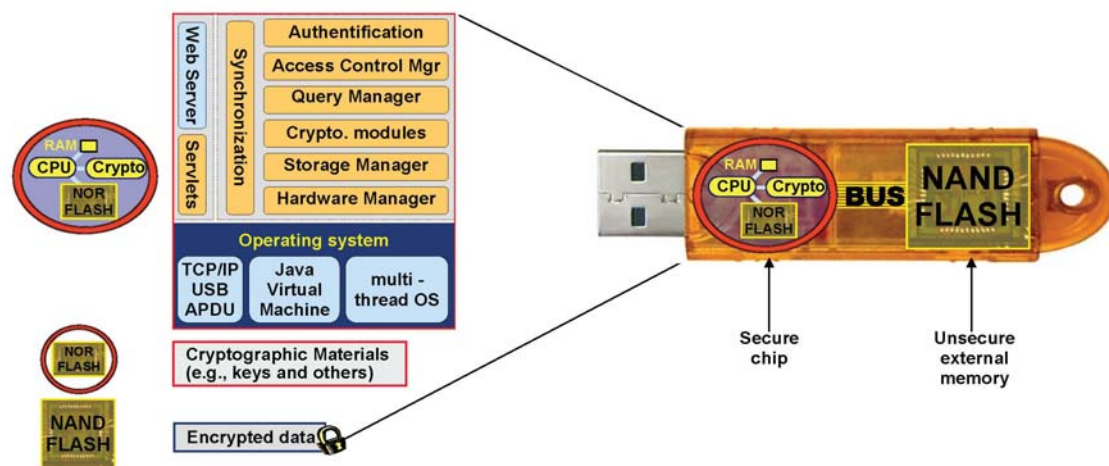 Web Server
Servlets
Synchronization
Authentification
Access Control Mgr
Query Manager
Crypto. modules
Storage Manager
Hardware Manager
Operating system
TCP/IP
USB
APDU
Java
Virtual
Machine
multi -
thread OS
RAM
CPU
Crypto
NOR
FLASH
NOR
FLASH
Cryptographic Materials
(e.g., keys and others)
NAND
FLASH
Encrypted data
RAM
CPU
Crypto
NOR
FLASH
BUS
NAND
FLASH
Secure
chip
Unsecure
external
memory